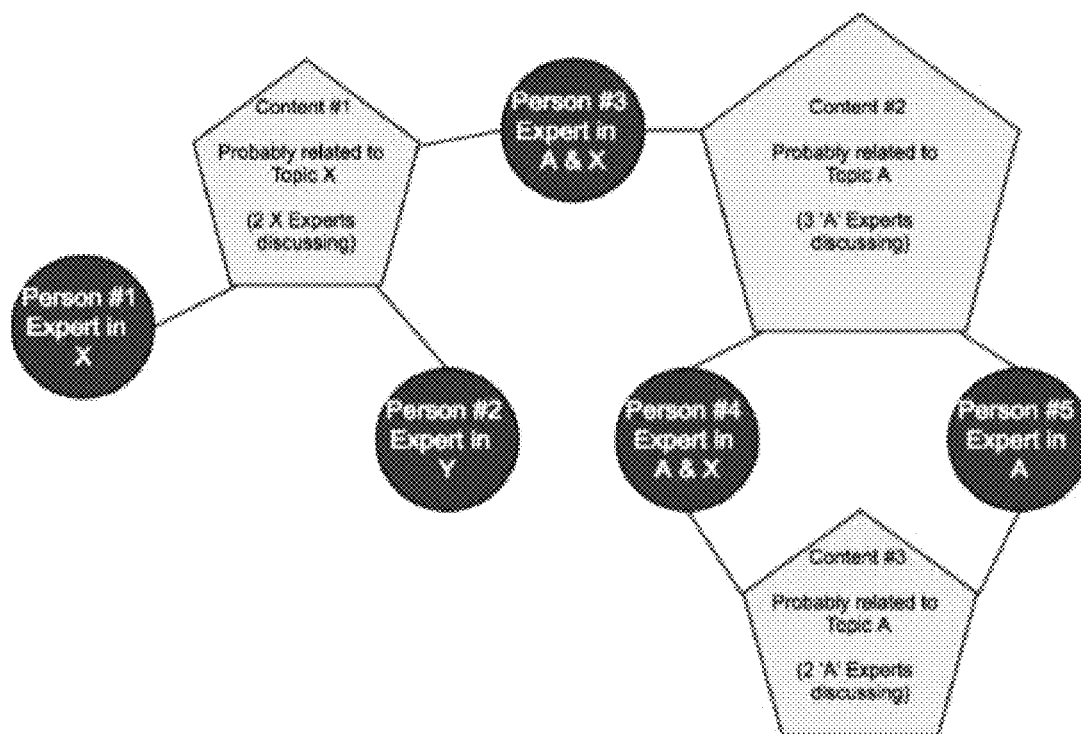 Content #1
Probably related to
Topic X
(2 X Experts
discussing)
Person #3
Expert in
A & X
Content #2
Probably related to
Topic A
(3 'A' Experts
discussing)
Person #1
Expert in
X
Person #2
Expert in
Y
Person #4
Expert in
A & X
Person #5
Expert in
A
Content #3
Probably related to
Topic A
(2 'A' Experts
discussing)